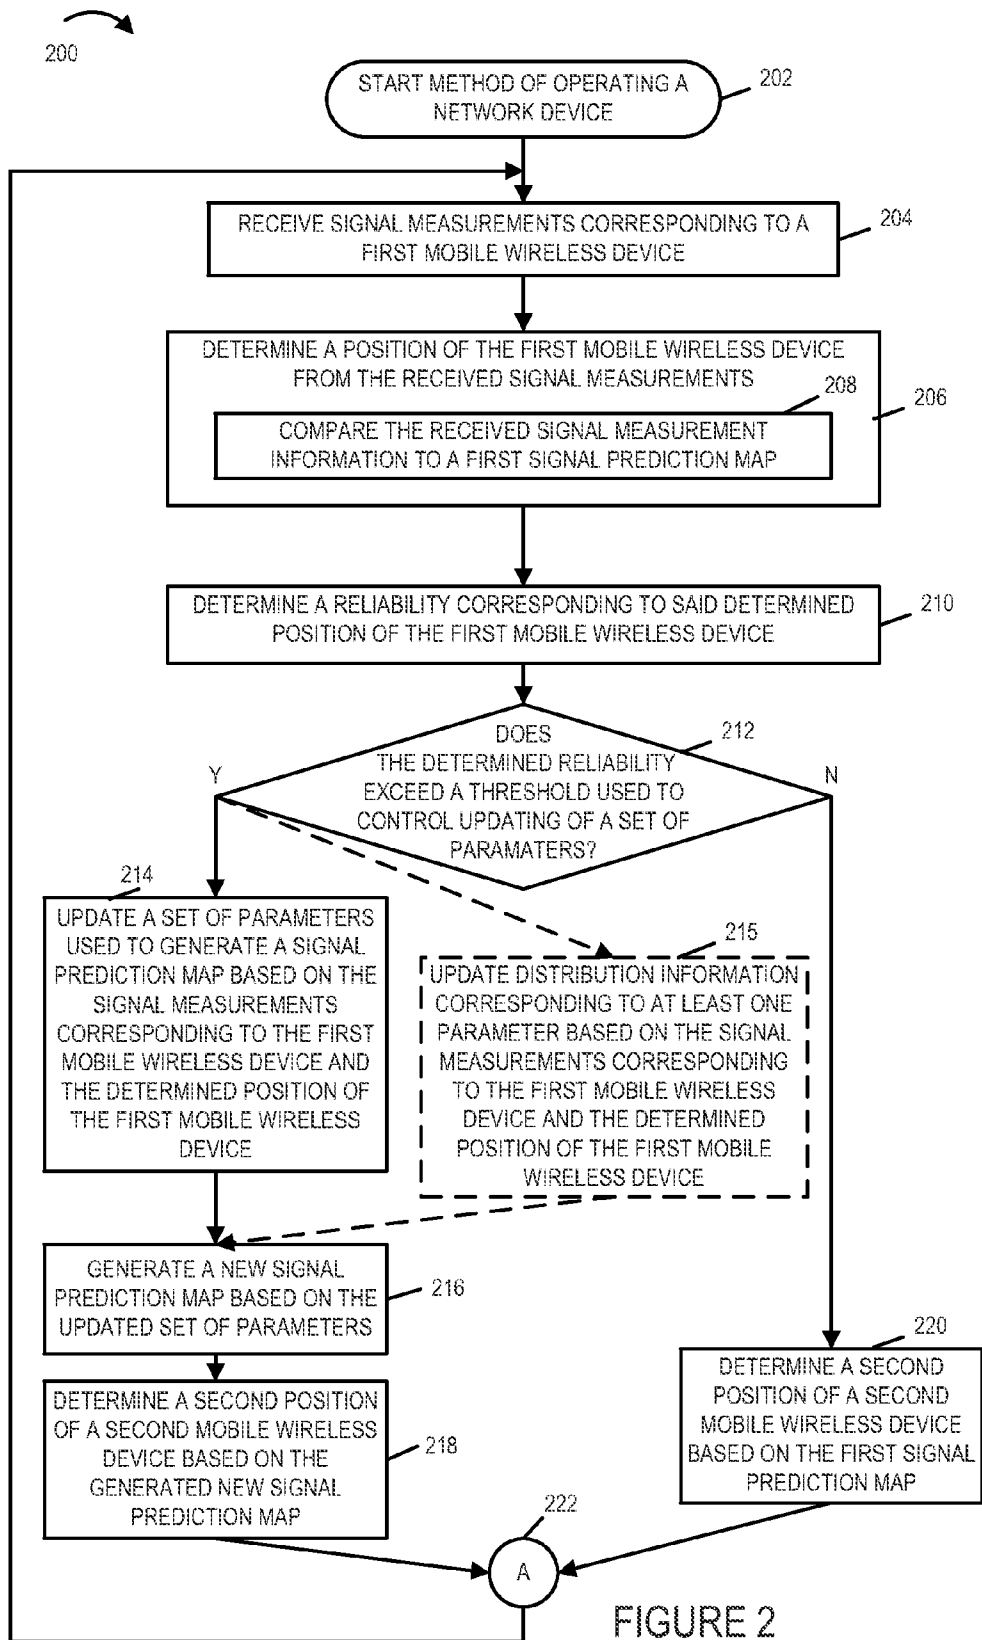 200
START METHOD OF OPERATING A
NETWORK DEVICE
202
RECEIVE SIGNAL MEASUREMENTS CORRESPONDING TO A
FIRST MOBILE WIRELESS DEVICE
204
DETERMINE A POSITION OF THE FIRST MOBILE WIRELESS DEVICE
FROM THE RECEIVED SIGNAL MEASUREMENTS
206
208
COMPARE THE RECEIVED SIGNAL MEASUREMENT
INFORMATION TO A FIRST SIGNAL PREDICTION MAP
DETERMINE A RELIABILITY CORRESPONDING TO SAID DETERMINED
POSITION OF THE FIRST MOBILE WIRELESS DEVICE
210
DOES
THE DETERMINED RELIABILITY
EXCEED A THRESHOLD USED TO
CONTROL UPDATING OF A SET OF
PARAMATERS?
212
Y
N
214
UPDATE A SET OF PARAMETERS
USED TO GENERATE A SIGNAL
PREDICTION MAP BASED ON THE
SIGNAL MEASUREMENTS
CORRESPONDING TO THE FIRST
MOBILE WIRELESS DEVICE AND
THE DETERMINED POSITION OF
THE FIRST MOBILE WIRELESS
DEVICE
215
UPDATE DISTRIBUTION INFORMATION
CORRESPONDING TO AT LEAST ONE
PARAMETER BASED ON THE SIGNAL
MEASUREMENTS CORRESPONDING
TO THE FIRST MOBILE WIRELESS
DEVICE AND THE DETERMINED
POSITION OF THE FIRST MOBILE
WIRELESS DEVICE
GENERATE A NEW SIGNAL
PREDICTION MAP BASED ON THE
UPDATED SET OF PARAMETERS
216
DETERMINE A SECOND POSITION
OF A SECOND MOBILE WIRELESS
DEVICE BASED ON THE
GENERATED NEW SIGNAL
PREDICTION MAP
218
220
DETERMINE A SECOND
POSITION OF A SECOND
MOBILE WIRELESS DEVICE
BASED ON THE FIRST SIGNAL
PREDICTION MAP
222
A
FIGURE 2